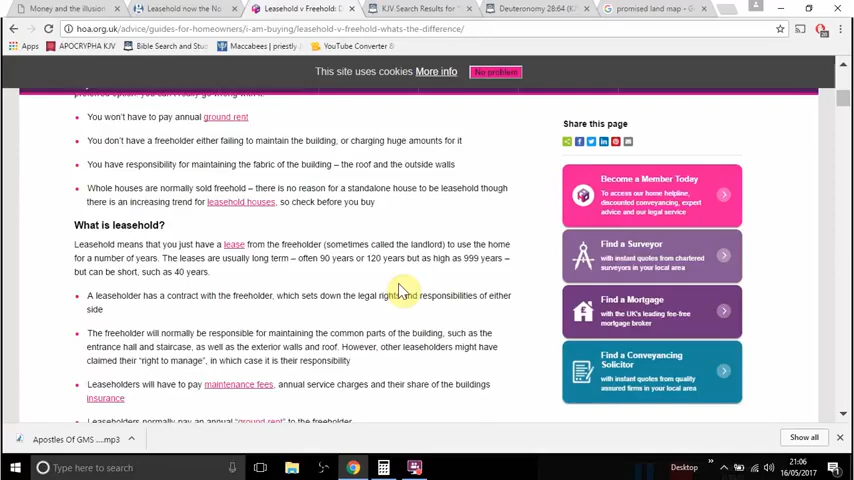 Money and the illusion
Leasehold now the No
Leasehold v Freehold: D
KJV Search Results for "
Deuteronomy 28:64 (KJ
promised land map - Go
hoa.org.uk/advice/guides-for-homeowners/i-am-buying/leasehold-v-freehold-whats-the-difference/
Apps
APOCRYPHA KJV
Bible Search and Stud
Maccabees | priestly
YouTube Converter &
This site uses cookies More info No problem
You won't have to pay annual ground rent
You don't have a freeholder either failing to maintain the building, or charging huge amounts for it
You have responsibility for maintaining the fabric of the building – the roof and the outside walls
Whole houses are normally sold freehold – there is no reason for a standalone house to be leasehold though
there is an increasing trend for leasehold houses, so check before you buy
What is leasehold?
Leasehold means that you just have a lease from the freeholder (sometimes called the landlord) to use the home
for a number of years. The leases are usually long term – often 90 years or 120 years but as high as 999 years –
but can be short, such as 40 years.
A leaseholder has a contract with the freeholder, which sets down the legal rights and responsibilities of either
side
The freeholder will normally be responsible for maintaining the common parts of the building, such as the
entrance hall and staircase, as well as the exterior walls and roof. However, other leaseholders might have
claimed their "right to manage", in which case it is their responsibility
Leaseholders will have to pay maintenance fees, annual service charges and their share of the buildings
insurance
Leaseholders normally pay an annual "ground rent" to the freeholder
Share this page
Become a Member Today
To access our home helpline,
discounted conveyancing, expert
advice and our legal service
Find a Surveyor
with instant quotes from chartered
surveyors in your local area
Find a Mortgage
with the UK's leading fee-free
mortgage broker
Find a Conveyancing
Solicitor
with instant quotes from quality
assured firms in your local area
Apostles Of GMS ....mp3
Show all
Type here to search
Desktop
21:06
16/05/2017